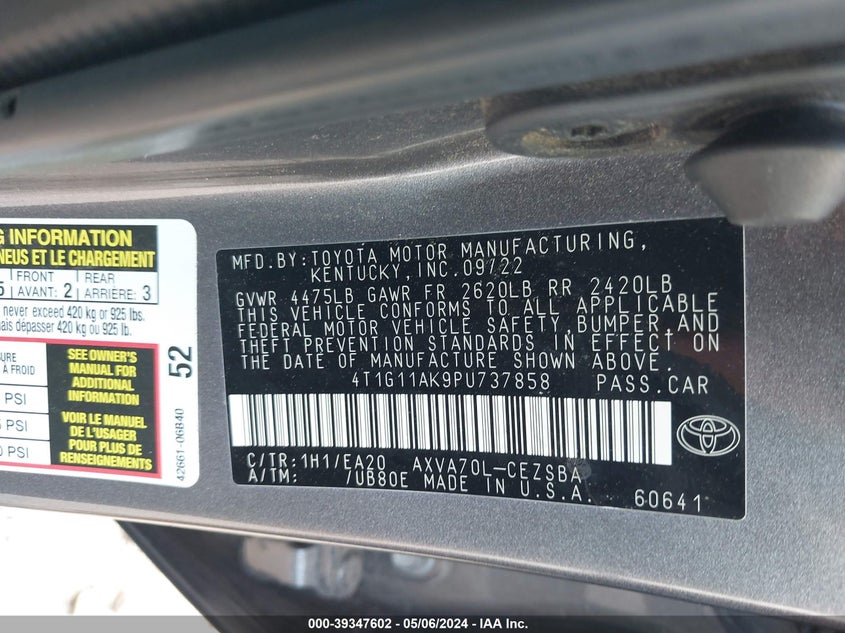 G INFORMATION
NEUS ET LE CHARGEMENT
FRONT REAR
5 AVANT: 2 ARRIÈRE: 3
never exceed 420 kg or 925 lbs.
mais dépasser 420 kg ou 925 lb.
À FROID
PSI
PSI
PSI
SEE OWNER'S
MANUAL FOR
ADDITIONAL
INFORMATION
VOIR LE MANUEL
DE L'USAGER
POUR PLUS DE
RENSEIGNEMENTS
52
42661-06B40
MFD.BY:TOYOTA MOTOR MANUFACTURING,
KENTUCKY, INC.09/22
GVWR 4475LB GAWR FR 2620LB RR 2420LB
THIS VEHICLE CONFORMS TO ALL APPLICABLE
FEDERAL MOTOR VEHICLE SAFETY,BUMPER,AND
THEFT PREVENTION STANDARDS IN EFFECT ON
THE DATE OF MANUFACTURE SHOWN ABOVE.
4T1G11AK9PU737858 PASS.CAR
C/TR:1H1/EA20 AXVA70L-CEZSBA
A/TM: /UB80E MADE IN U.S.A. 60641
000-39347602 - 05/06/2024 - IAA Inc.